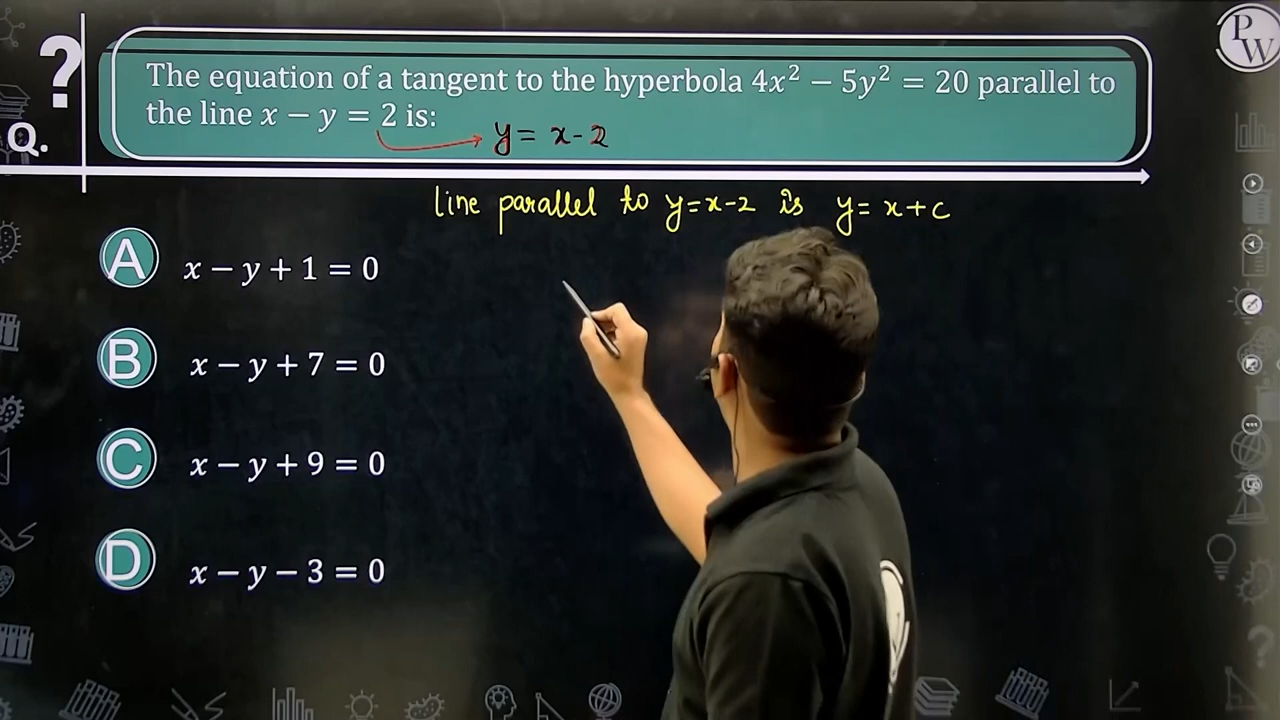 PW
?
Q.
The equation of a tangent to the hyperbola 4x² − 5y² = 20 parallel to
the line x − y = 2 is:
y = x - 2
line parallel to y=x-2 is y= x+c
A x − y + 1 = 0
B x − y + 7 = 0
C x − y + 9 = 0
D x − y − 3 = 0